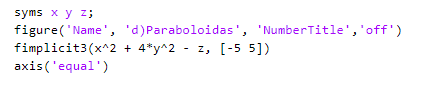 syms x y z;
figure('Name', 'd)Paraboloidas', 'NumberTitle','off')
fimplicit3(x^2 + 4*y^2 - z, [-5 5])
axis('equal')